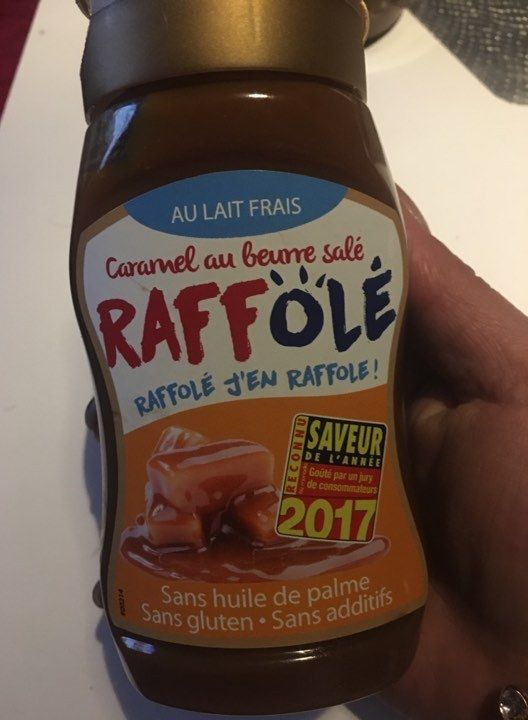 AU LAIT FRAIS
Caramel au beurre salé
RAFFOLÉ
RAFFOLÉ J'EN RAFFOLE !
RECONNU
SAVEUR
DE L'ANNÉE
Goûté par un jury
de consommateurs
2017
Sans huile de palme
Sans gluten • Sans additifs